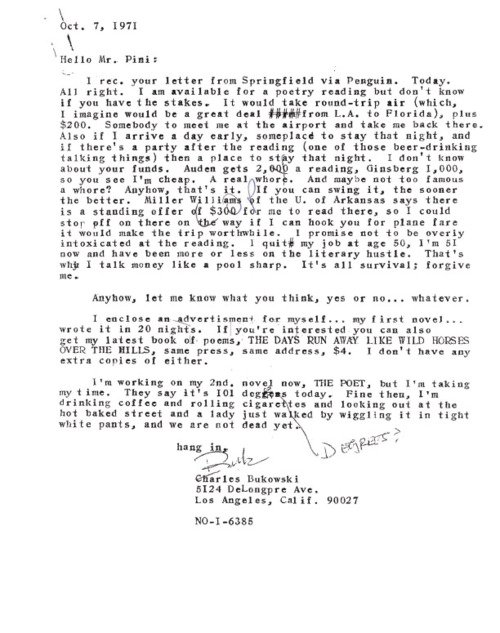 Oct. 7, 1971
Hello Mr. Pini:
I rec. your letter from Springfield via Penguin. Today.
All right. I am available for a poetry reading but don't know
if you have the stakes. It would take round-trip air (which,
I imagine would be a great deal ##### from L.A. to Florida), plus
$200. Somebody to meet me at the airport and take me back there.
Also if I arrive a day early, someplace to stay that night, and
if there's a party after the reading (one of those beer-drinking
talking things) then a place to stay that night. I don't know
about your funds. Auden gets 2,000 a reading, Ginsberg 1,000,
so you see I'm cheap. A real whore. And maybe not too famous
a whore? Anyhow, that's it. If you can swing it, the sooner
the better. Miller Williams of the U. of Arkansas says there
is a standing offer of $300 for me to read there, so I could
stop off on there on the way if I can hook you for plane fare
it would make the trip worthwhile. I promise not to be overly
intoxicated at the reading. I quit# my job at age 50, I'm 51
now and have been more or less on the literary hustle. That's
why I talk money like a pool sharp. It's all survival; forgive
me.
Anyhow, let me know what you think, yes or no... whatever.
I enclose an advertisment for myself... my first novel...
wrote it in 20 nights. If you're interested you can also
get my latest book of poems, THE DAYS RUN AWAY LIKE WILD HORSES
OVER THE HILLS, same press, same address, $4. I don't have any
extra copies of either.
I'm working on my 2nd. novel now, THE POET, but I'm taking
my time. They say it's 101 today. Fine then, I'm
drinking coffee and rolling cigarettes and looking out at the
hot baked street and a lady just walked by wiggling it in tight
white pants, and we are not dead yet.
DEGREES?
hang in,
Buk
Charles Bukowski
5124 DeLongpre Ave.
Los Angeles, Calif. 90027
NO-1-6385